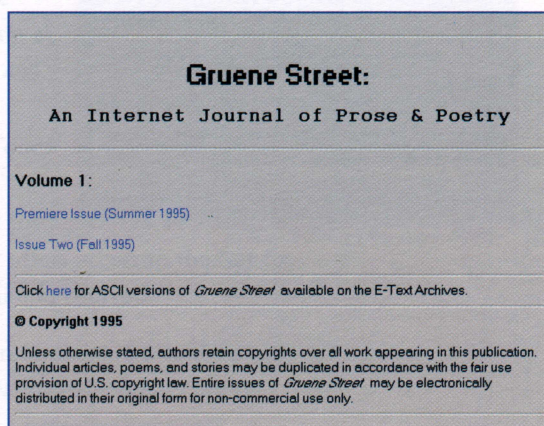 Gruene Street:
An Internet Journal of Prose & Poetry
Volume 1:
Premiere Issue (Summer 1995)
Issue Two (Fall 1995)
Click here for ASCII versions of Gruene Street available on the E-Text Archives.
© Copyright 1995
Unless otherwise stated, authors retain copyrights over all work appearing in this publication.
Individual articles, poems, and stories may be duplicated in accordance with the fair use
provision of U.S. copyright law. Entire issues of Gruene Street may be electronically
distributed in their original form for non-commercial use only.